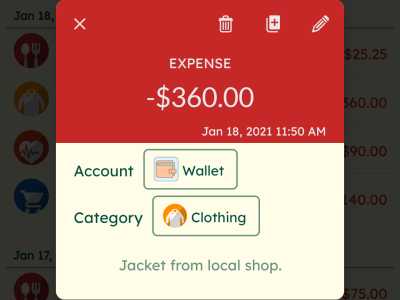 Jan 18,
EXPENSE
-$360.00
Jan 18, 2021 11:50 AM
Account Wallet
Category Clothing
Jacket from local shop.
$25.25
360.00
$90.00
140.00
Jan 17,
$75.00